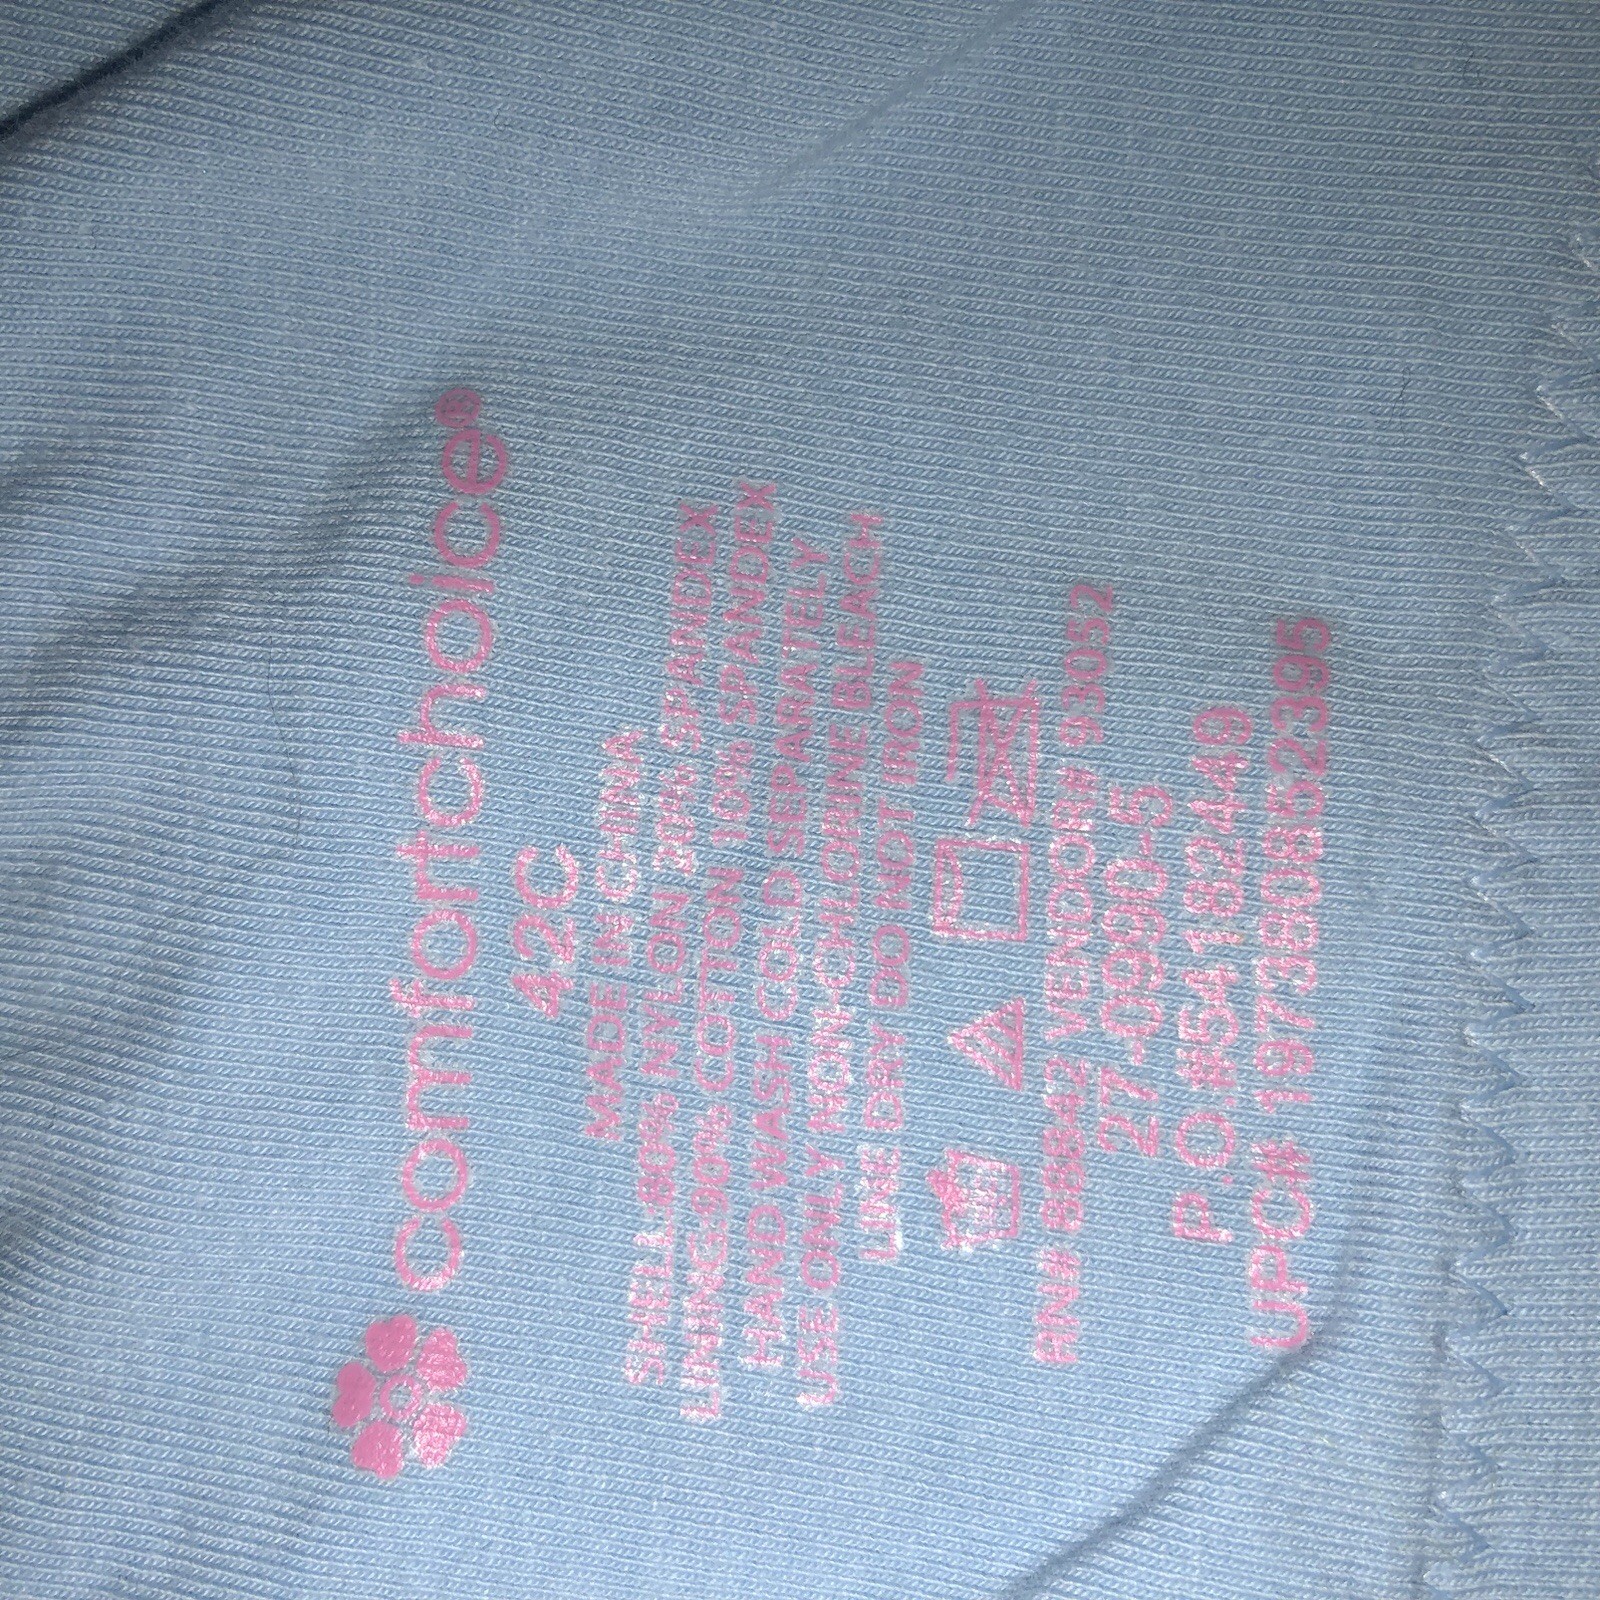 comfortchoice®
42C
MADE IN CHINA
SHELL:80% NYLON 20% SPANDEX
LINING:90% COTTON 10% SPANDEX
HAND WASH COLD SEPARATELY
USE ONLY NON-CHLORINE BLEACH
LINE DRY DO NOT IRON
RN# 88842 VENDOR# 93052
27-0990-5
P.O.#54182449
UPC# 197380852395